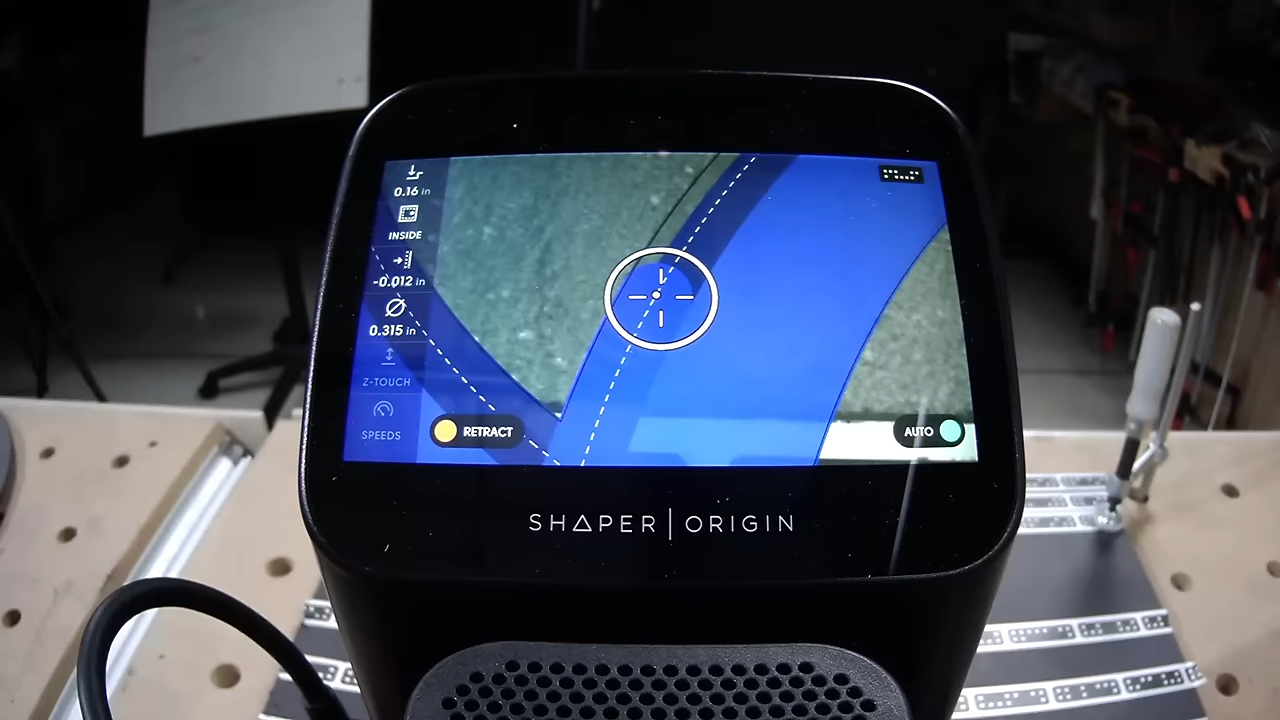 0.16 in
INSIDE
-0.012 in
0.315 in
Z-TOUCH
SPEEDS
RETRACT
AUTO
SHAPER | ORIGIN